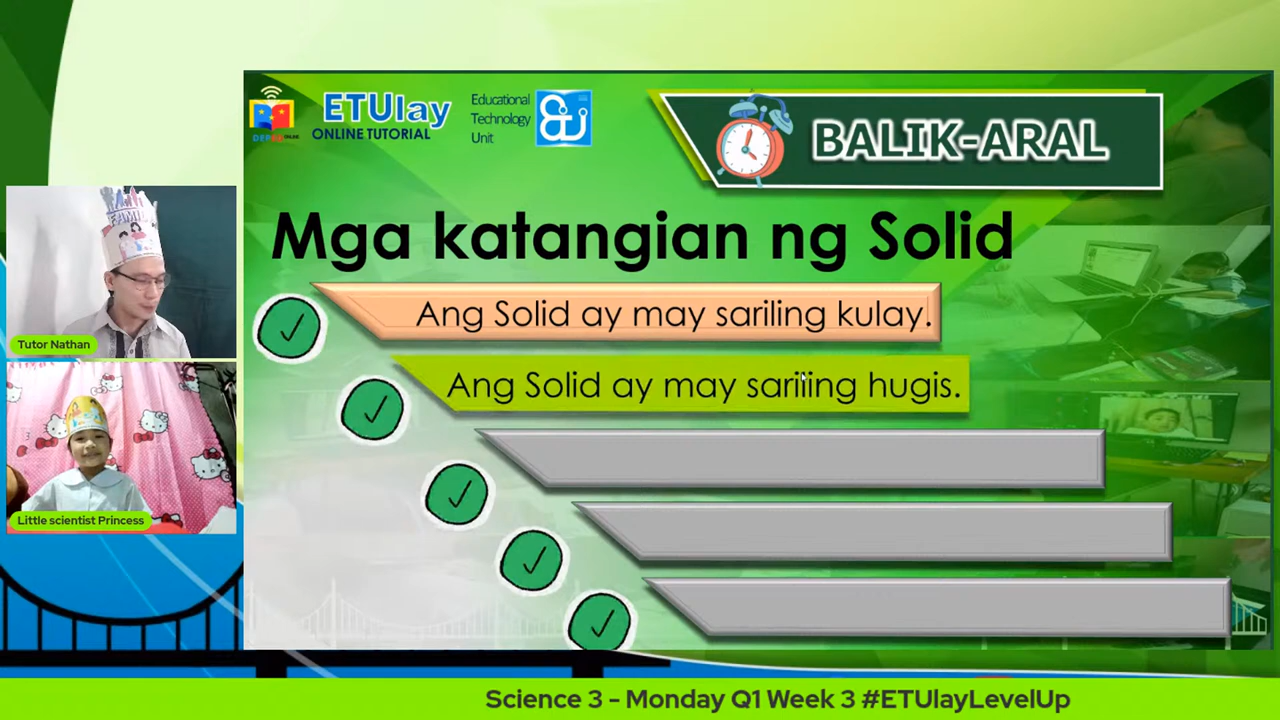 ETUlay
ONLINE TUTORIAL
Educational
Technology
Unit
BALIK-ARAL
Mga katangian ng Solid
Ang Solid ay may sariling kulay.
Ang Solid ay may sariling hugis.
Tutor Nathan
Little scientist Princess
Science 3 - Monday Q1 Week 3 #ETUlayLevelUp